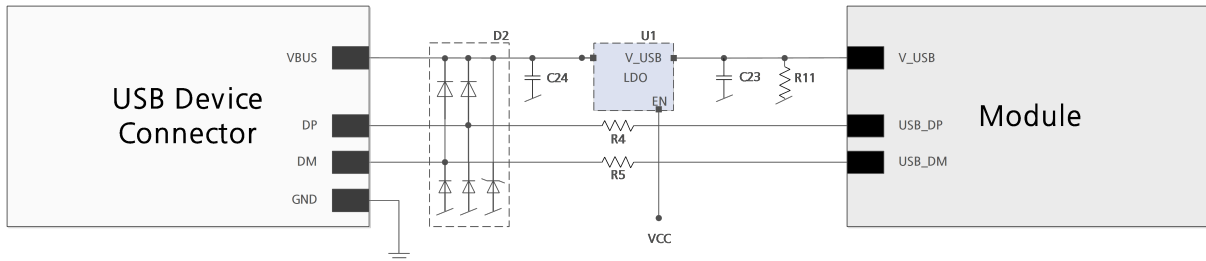 D2
U1
VBUS
V_USB
V_USB
C24
LDO
C23
R11
USB Device
Connector
EN
Module
DP
R4
USB_DP
DM
R5
USB_DM
GND
VCC